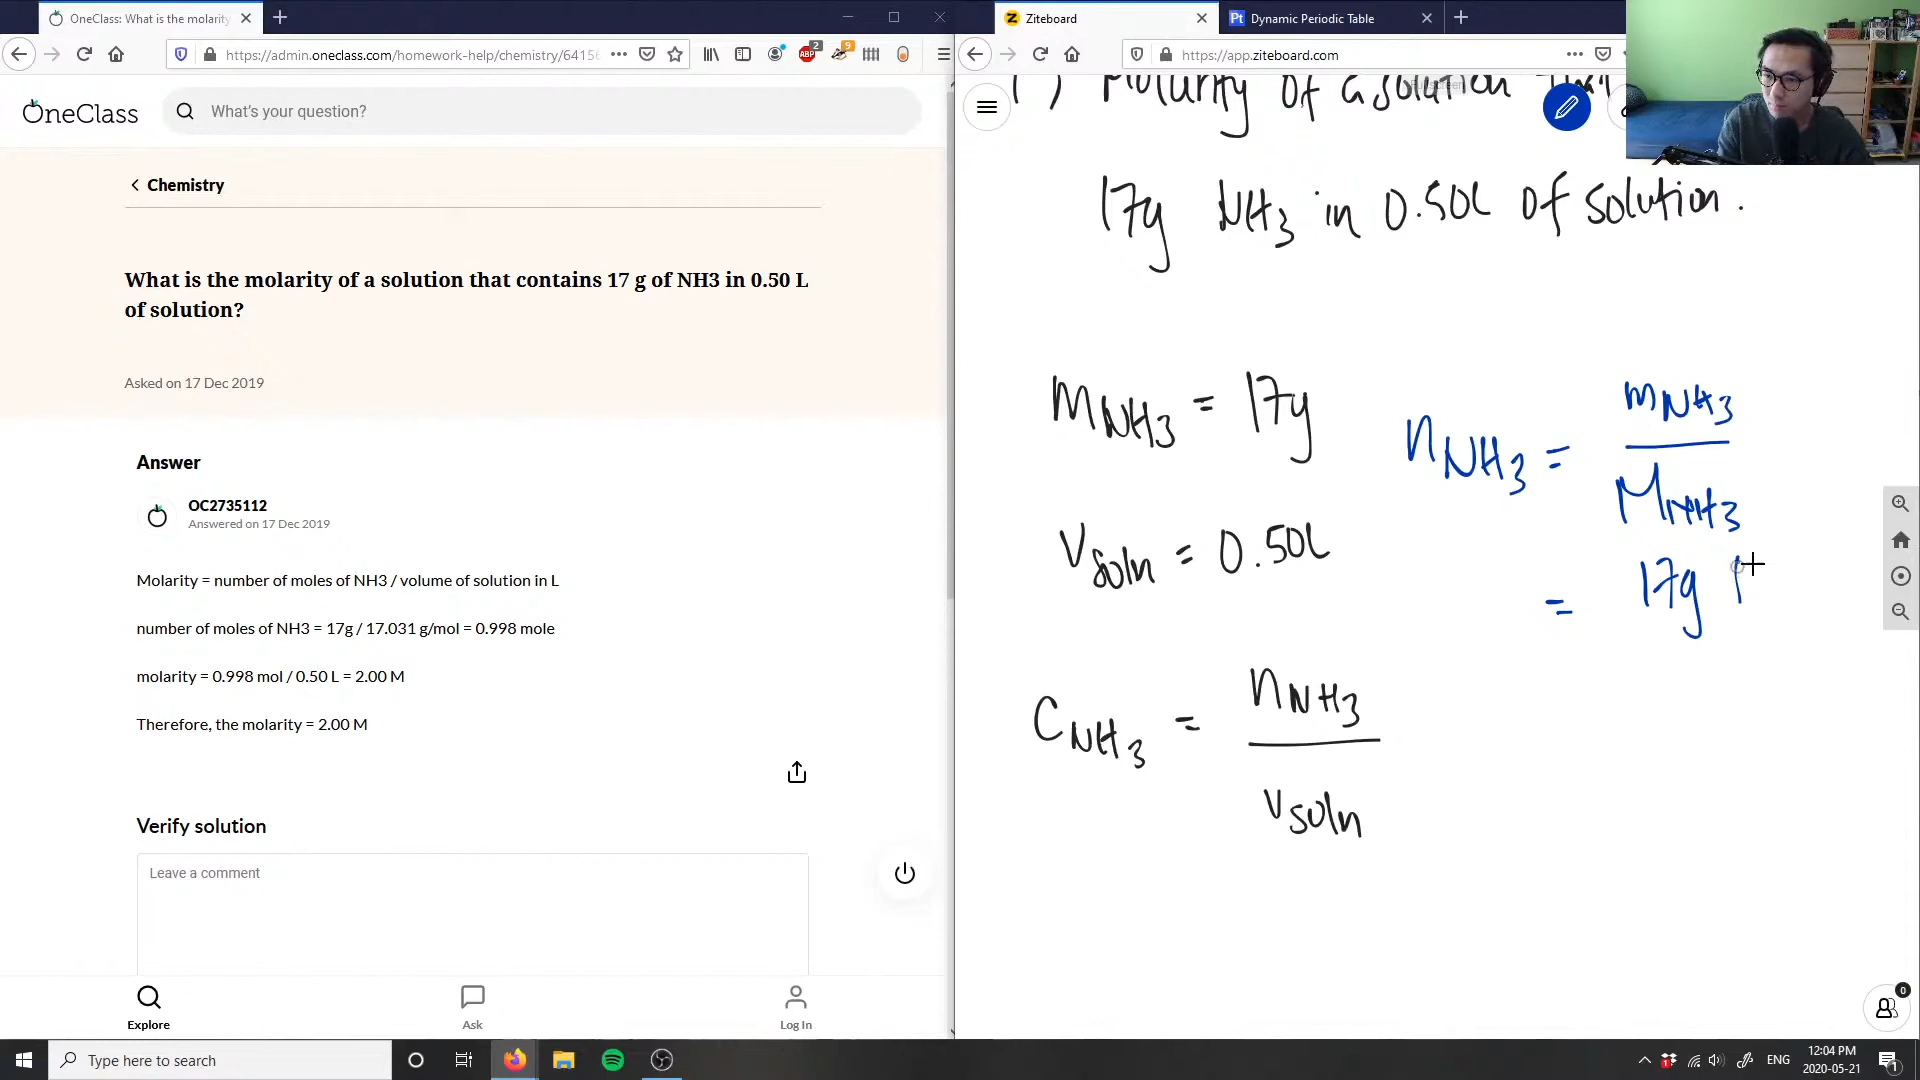 OneClass: What is the molarity
Ziteboard
Dynamic Periodic Table
https://admin.oneclass.com/homework-help/chemistry/6415
2
9
https://app.ziteboard.com
OneClass
What's your question?
Chemistry
What is the molarity of a solution that contains 17 g of NH3 in 0.50 L
of solution?
Asked on 17 Dec 2019
Answer
OC2735112
Answered on 17 Dec 2019
Molarity = number of moles of NH3 / volume of solution in L
number of moles of NH3 = 17g / 17.031 g/mol = 0.998 mole
molarity = 0.998 mol / 0.50 L = 2.00 M
Therefore, the molarity = 2.00 M
Verify solution
Leave a comment
Explore
Ask
Log In
Molarity of a solution that
17g NH3 in 0.50L of solution.
mNH3 = 17g
nNH3 = mNH3
MNH3
Vsoln = 0.50L
= 17g
CNH3 = nNH3
Vsoln
0
Type here to search
ENG
12:04 PM
2020-05-21
1